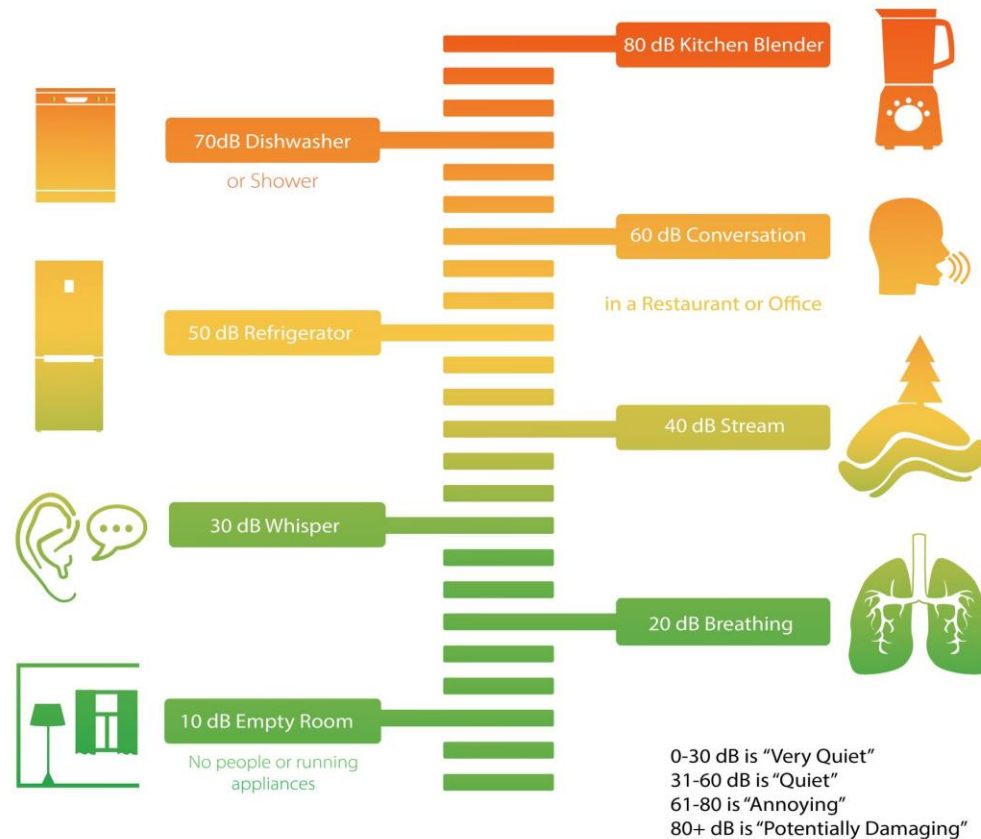 80 dB Kitchen Blender
70dB Dishwasher
or Shower
60 dB Conversation
in a Restaurant or Office
50 dB Refrigerator
40 dB Stream
30 dB Whisper
20 dB Breathing
10 dB Empty Room
No people or running
appliances
0-30 dB is “Very Quiet”
31-60 dB is “Quiet”
61-80 is “Annoying”
80+ dB is “Potentially Damaging”